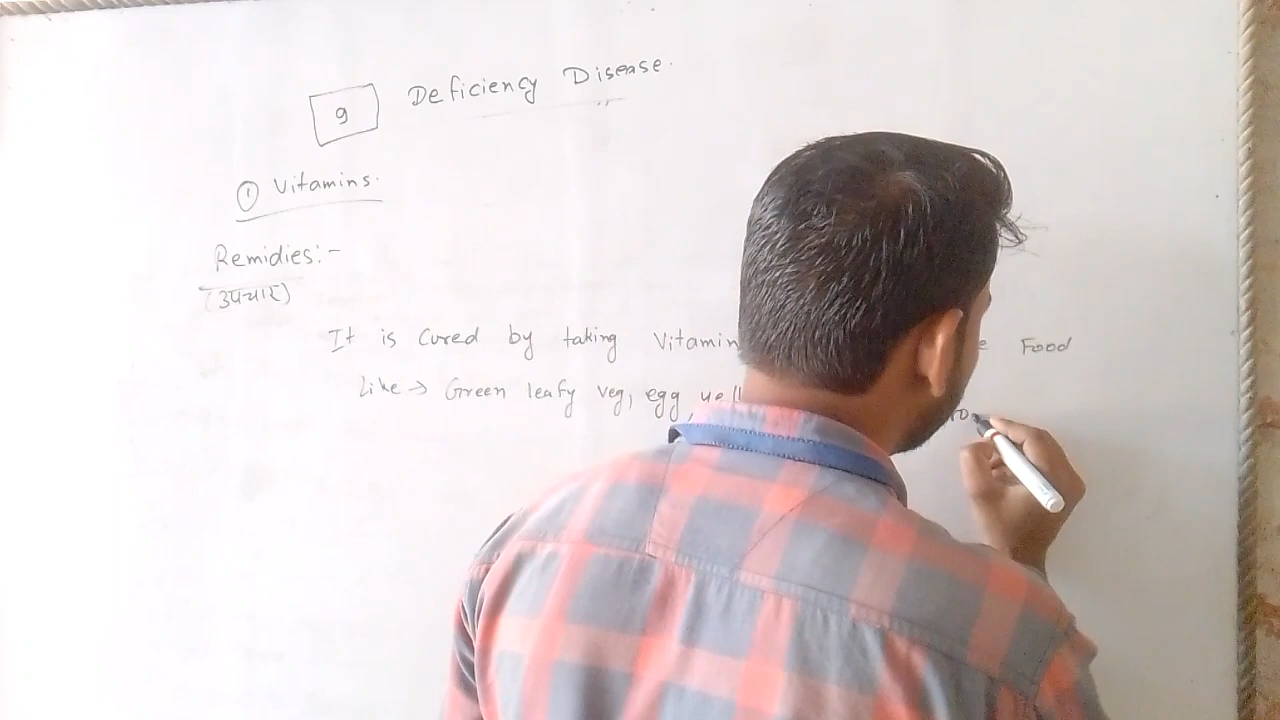 9 Deficiency Disease.
① Vitamins.
Remidies:-
(उपचार)
It is Cured by taking Vitamin Food
Like → Green leafy veg, egg,